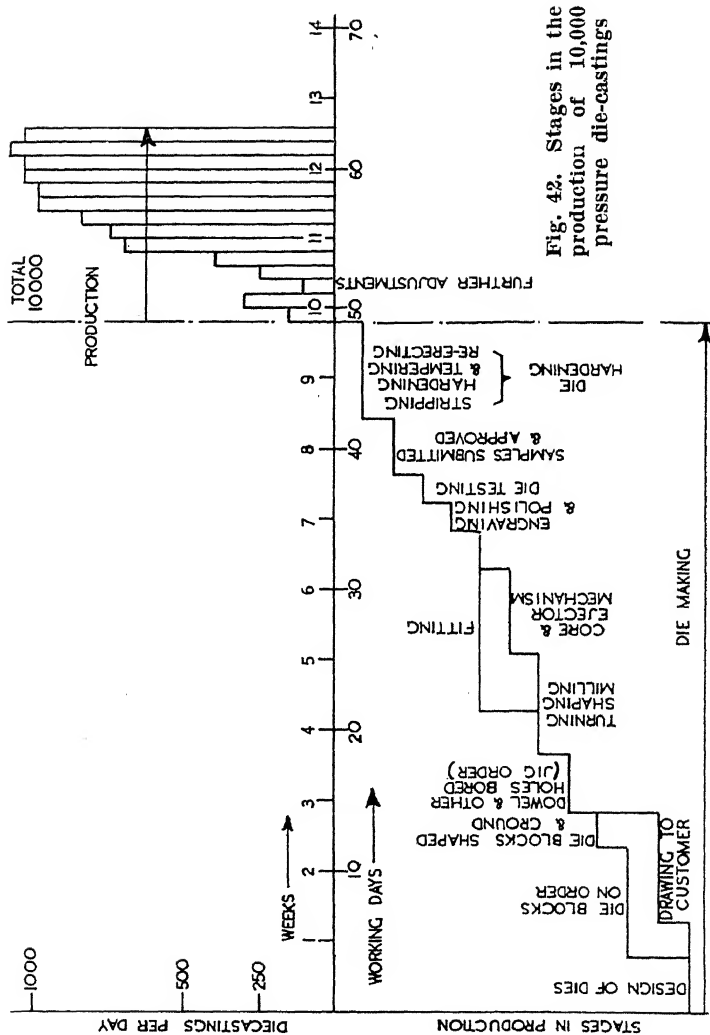 DIECASTINGS PER DAY
1000
500
250
TOTAL
10000
PRODUCTION
WEEKS
1
2
3
4
5
6
7
8
9
10
11
12
13
14
WORKING DAYS
10
20
30
40
50
60
70
STAGES IN PRODUCTION
DESIGN OF DIES
DIE BLOCKS
ON ORDER
DRAWING TO
CUSTOMER
DIE BLOCKS SHAPED
& GROUND
DOWEL & OTHER
HOLES BORED
(JIG ORDER)
TURNING
SHAPING
MILLING
FITTING
CORE &
EJECTOR
MECHANISM
ENGRAVING
& POLISHING
DIE TESTING
SAMPLES SUBMITTED
& APPROVED
STRIPPING
HARDENING
& TEMPERING
RE-ERECTING
DIE
HARDENING
FURTHER ADJUSTMENTS
DIE MAKING
Fig. 42. Stages in the
production of 10,000
pressure die-castings